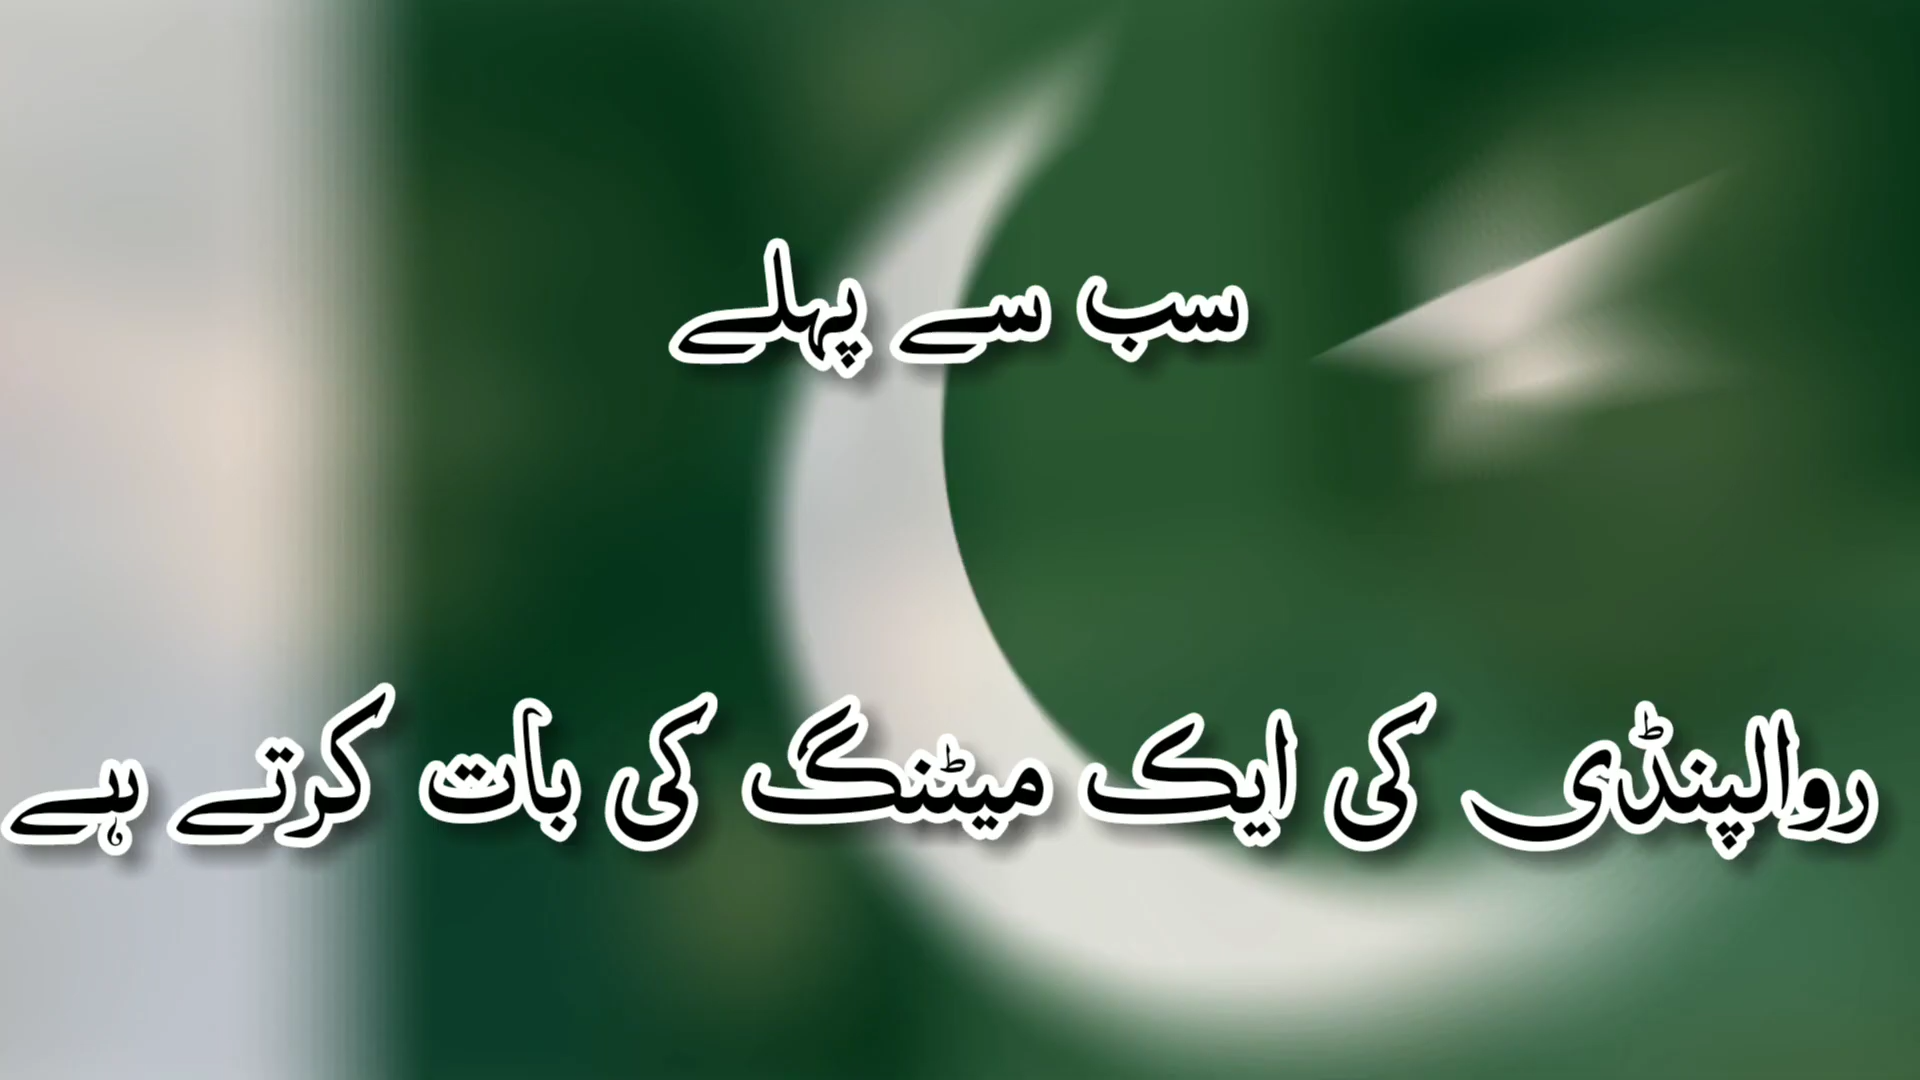 سب سے پہلے
روالپنڈی کی ایک میٹنگ کی بات کرتے ہے